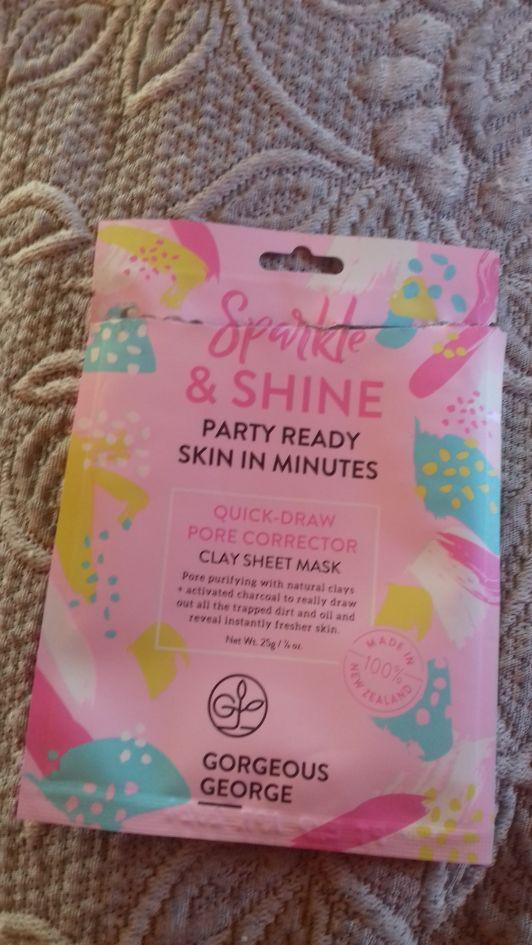 Sparkle
& SHINE
PARTY READY
SKIN IN MINUTES
QUICK-DRAW
PORE CORRECTOR
CLAY SHEET MASK
Pore purifying with natural clays
+ activated charcoal to really draw
out all the trapped dirt and oil and
reveal instantly fresher skin.
Net Wt. 25g / ⅞ oz.
MADE IN
100%
NEW ZEALAND
GORGEOUS
GEORGE